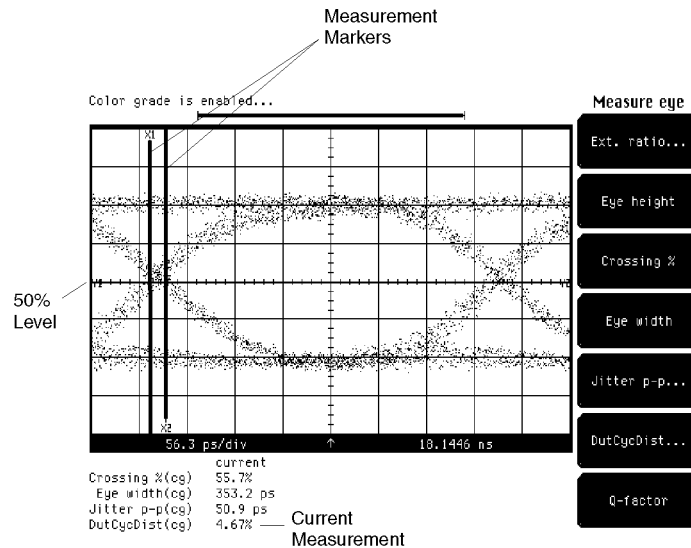 Measurement
Markers
Color grade is enabled...
Measure eye
X1
Ext. ratio...
Eye height
Crossing %
50%
Level
Eye width
Jitter p-p...
X2
56.3 ps/div
18.1446 ns
DutCycDist...
current
Crossing %(cg) 55.7%
Eye width(cg) 353.2 ps
Jitter p-p(cg) 50.9 ps
DutCycDist(cg) 4.67%
Q-factor
Current
Measurement